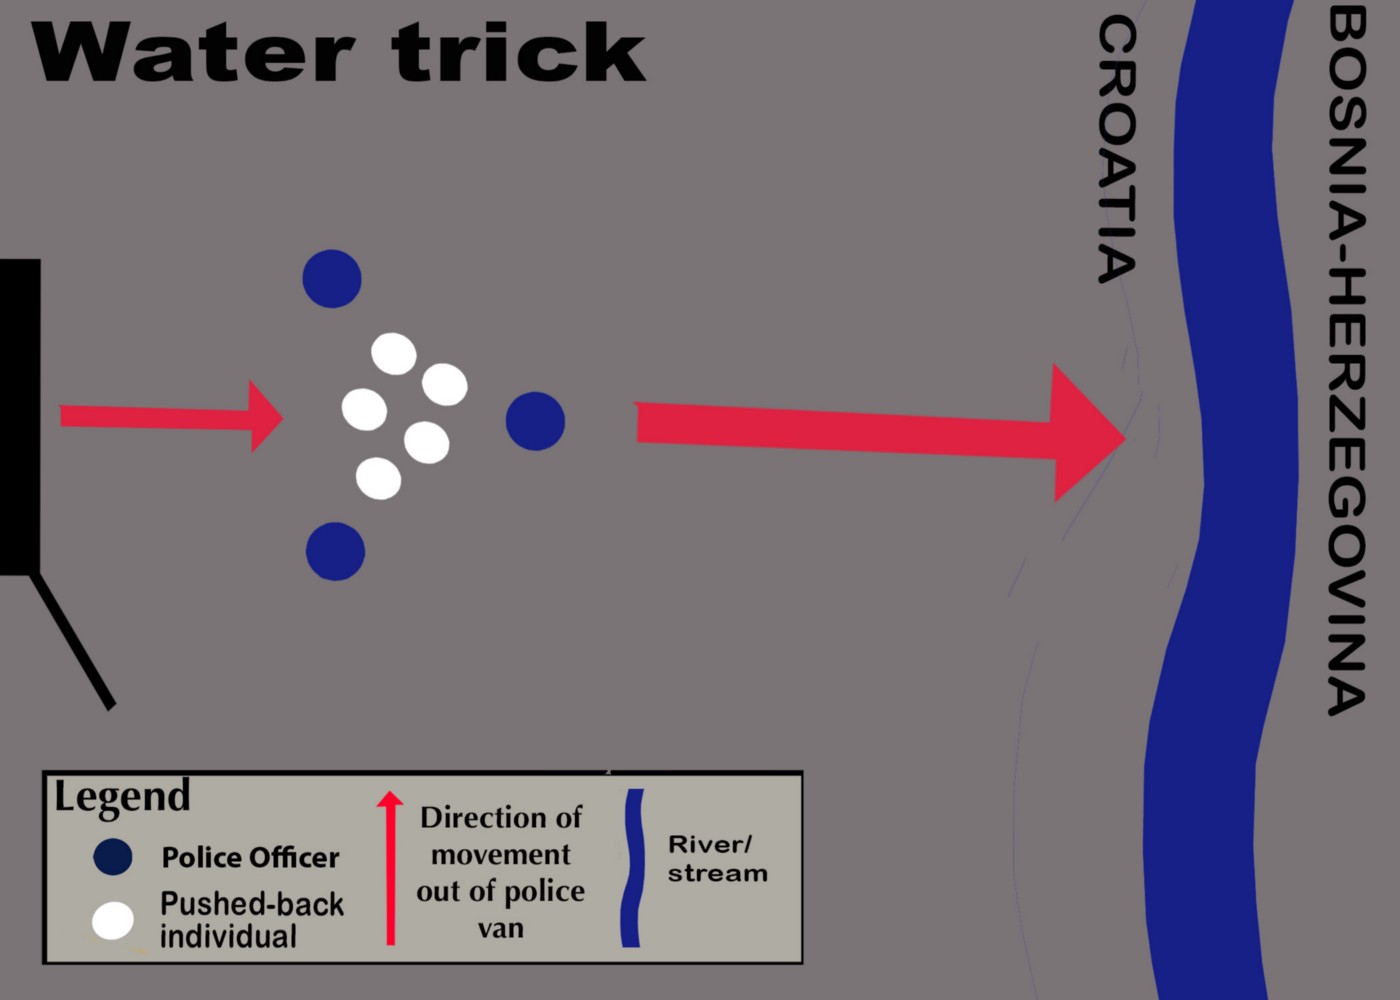 Water trick
CROATIA
BOSNIA-HERZEGOVINA
Legend
Police Officer
Pushed-back
individual
Direction of
movement
out of police
van
River/
stream